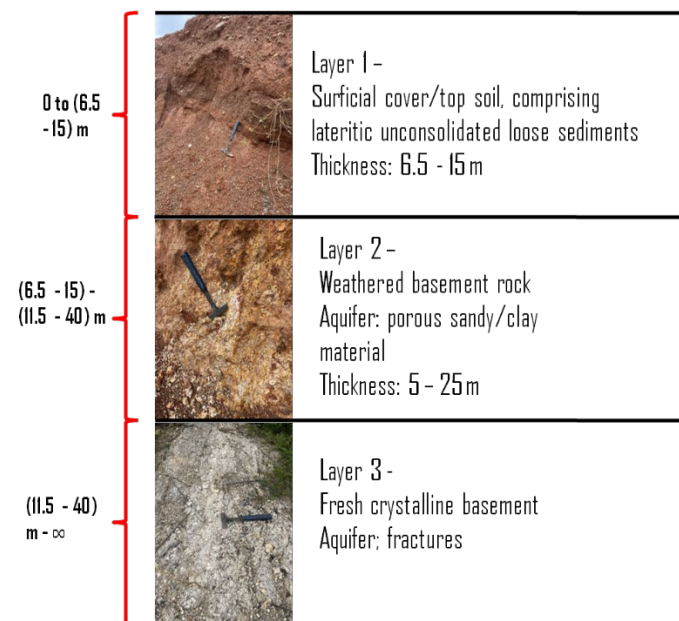 0 to (6.5
-15) m
Layer 1 -
Surficial cover/top soil, comprising
lateritic unconsolidated loose sediments
Thickness: 6.5 - 15 m
(6.5 -15) -
(11.5 - 40) m
Layer 2 -
Weathered basement rock
Aquifer: porous sandy/clay
material
Thickness: 5 – 25 m
(11.5 - 40)
m - ∞
Layer 3 -
Fresh crystalline basement
Aquifer; fractures